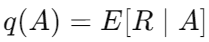 q(A) = E[R | A]